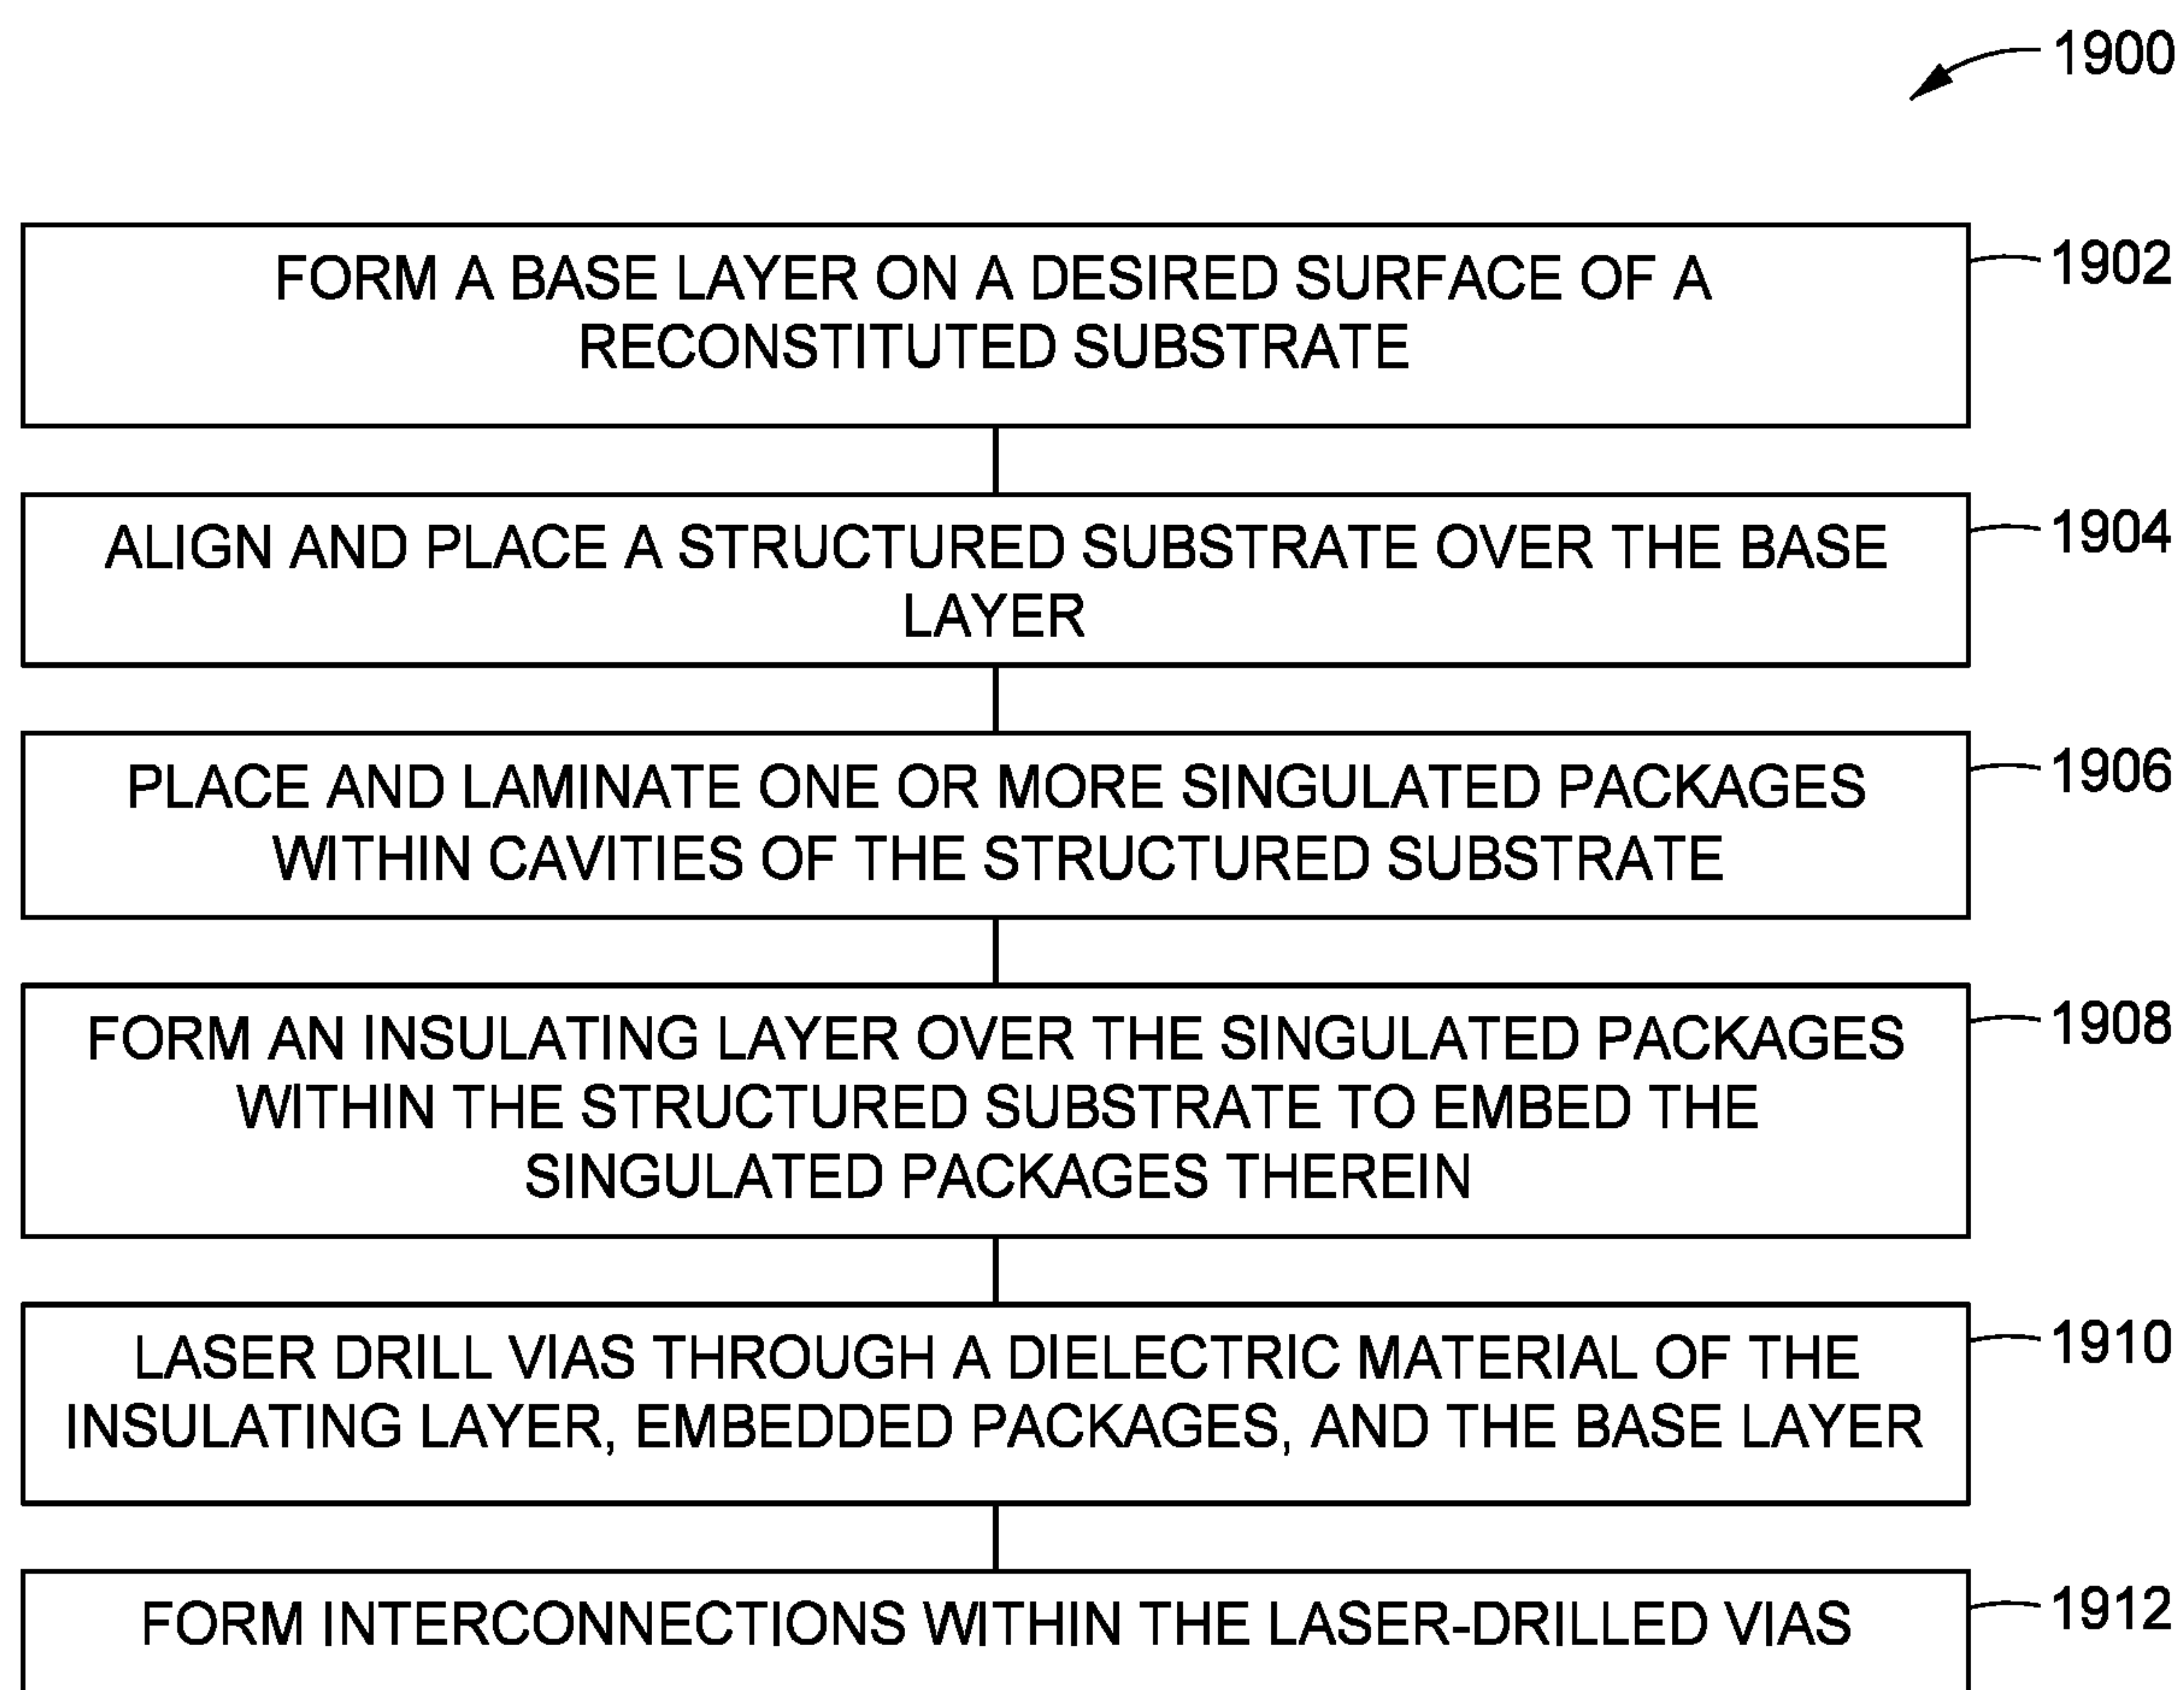 1900
FORM A BASE LAYER ON A DESIRED SURFACE OF A
RECONSTITUTED SUBSTRATE
1902
ALIGN AND PLACE A STRUCTURED SUBSTRATE OVER THE BASE
LAYER
1904
PLACE AND LAMINATE ONE OR MORE SINGULATED PACKAGES
WITHIN CAVITIES OF THE STRUCTURED SUBSTRATE
1906
FORM AN INSULATING LAYER OVER THE SINGULATED PACKAGES
WITHIN THE STRUCTURED SUBSTRATE TO EMBED THE
SINGULATED PACKAGES THEREIN
1908
LASER DRILL VIAS THROUGH A DIELECTRIC MATERIAL OF THE
INSULATING LAYER, EMBEDDED PACKAGES, AND THE BASE LAYER
1910
FORM INTERCONNECTIONS WITHIN THE LASER-DRILLED VIAS
1912